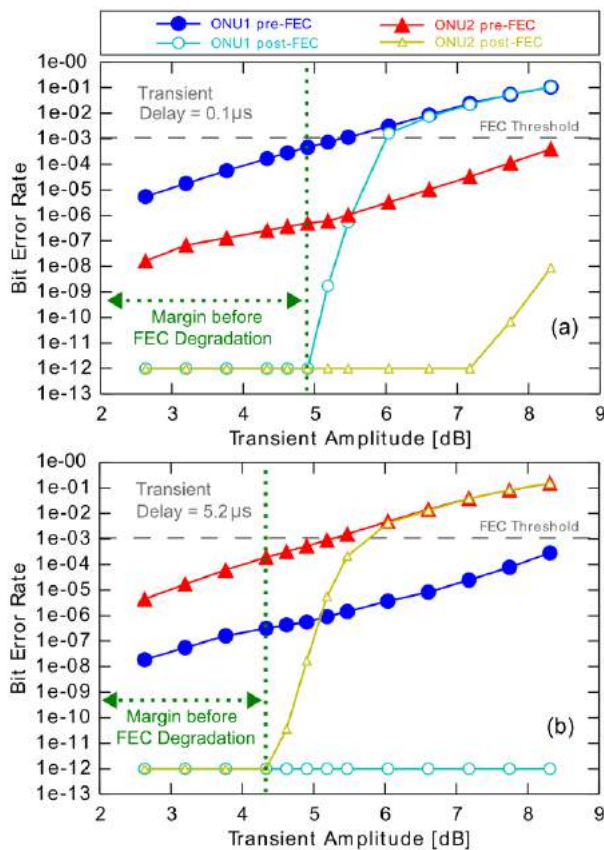 ONU1 pre-FEC ONU2 pre-FEC
ONU1 post-FEC ONU2 post-FEC
1e-00
1e-01
1e-02
1e-03
1e-04
1e-05
1e-06
1e-07
1e-08
1e-09
1e-10
1e-11
1e-12
1e-13
Bit Error Rate
Transient
Delay = 0.1µs
FEC Threshold
Margin before
FEC Degradation
(a)
2 3 4 5 6 7 8 9
Transient Amplitude [dB]
1e-00
1e-01
1e-02
1e-03
1e-04
1e-05
1e-06
1e-07
1e-08
1e-09
1e-10
1e-11
1e-12
1e-13
Bit Error Rate
Transient
Delay = 5.2µs
FEC Threshold
Margin before
FEC Degradation
(b)
2 3 4 5 6 7 8 9
Transient Amplitude [dB]